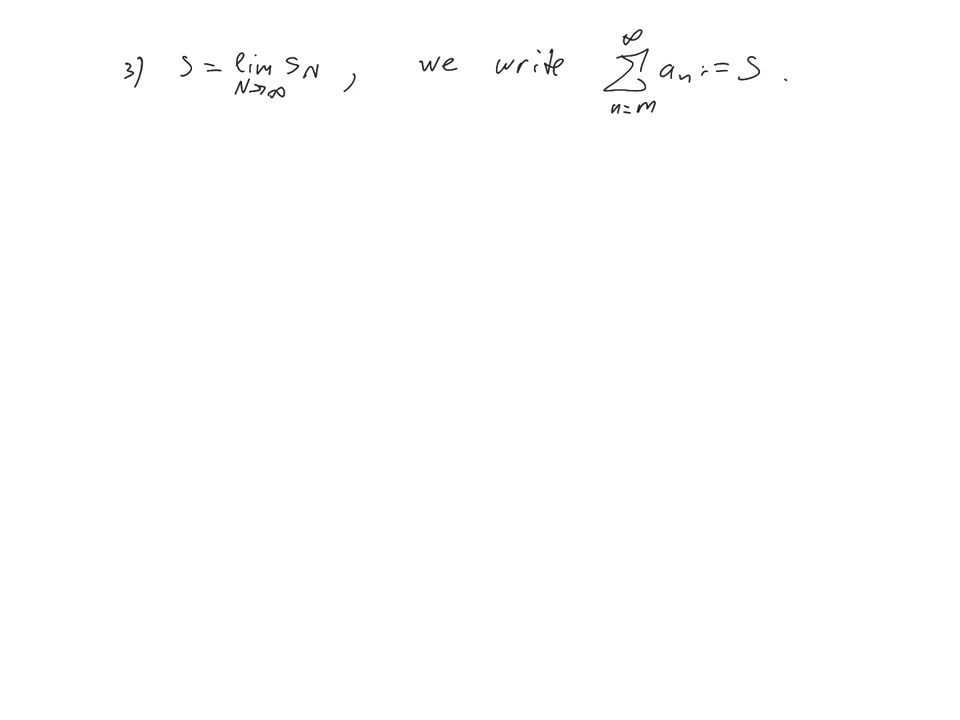 3) S = lim_{N→∞} S_N , we write ∑_{n=m}^{∞} a_n := S .